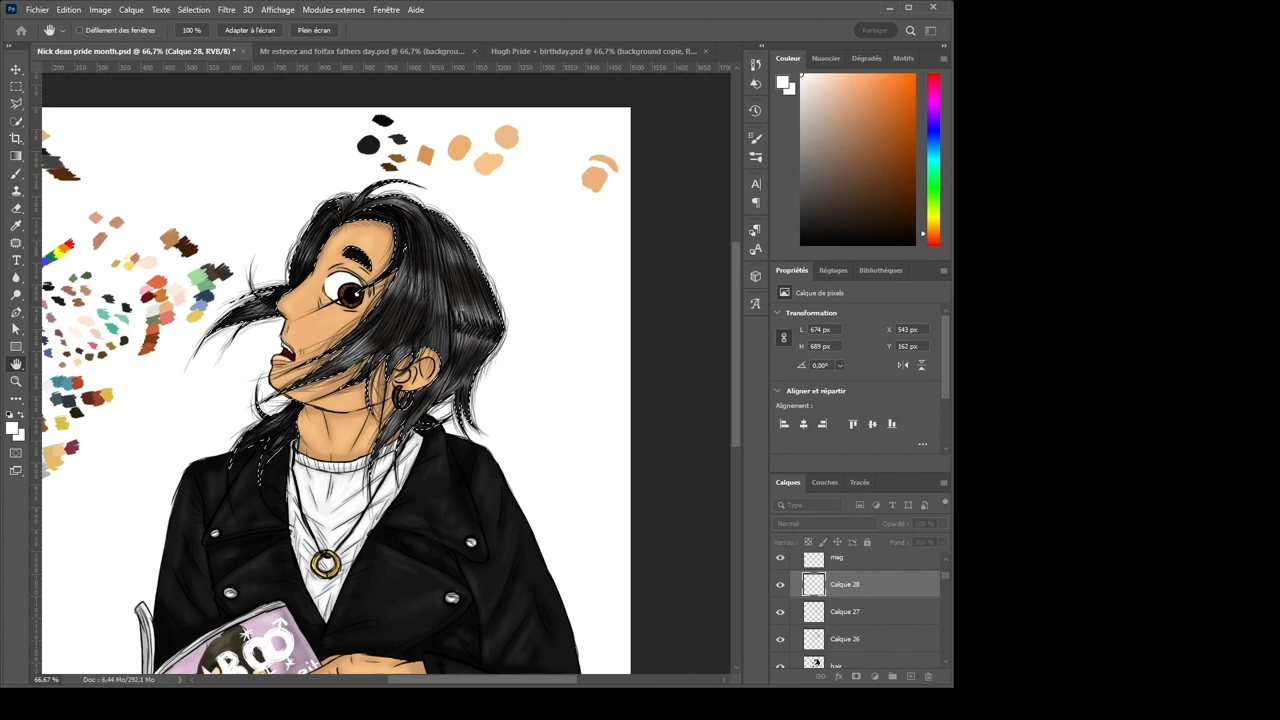 Ps Fichier Edition Image Calque Texte Sélection Filtre 3D Affichage Modules externes Fenêtre Aide
Défilement des fenêtres 100 % Adapter à l'écran Plein écran Partager
Nick dean pride month.psd @ 66,7% (Calque 28, RVB/8) * Mr estevez and folfax fathers day.psd @ 66,7% (backgrou... Hugh Pride + birthday.psd @ 66,7% (background copie, R...
Couleur Nuancier Dégradés Motifs
Propriétés Réglages Bibliothèques
Calque de pixels
Transformation
L 674 px X 543 px
H 689 px Y 162 px
0,00°
Aligner et répartir
Alignement :
Calques Couches Tracés
Type
Normal Opacité : 100 %
Verrou : Fond : 100 %
mag
Calque 28
Calque 27
Calque 26
hair
BOO
66,67 % Doc : 6,44 Mo/292,1 Mo